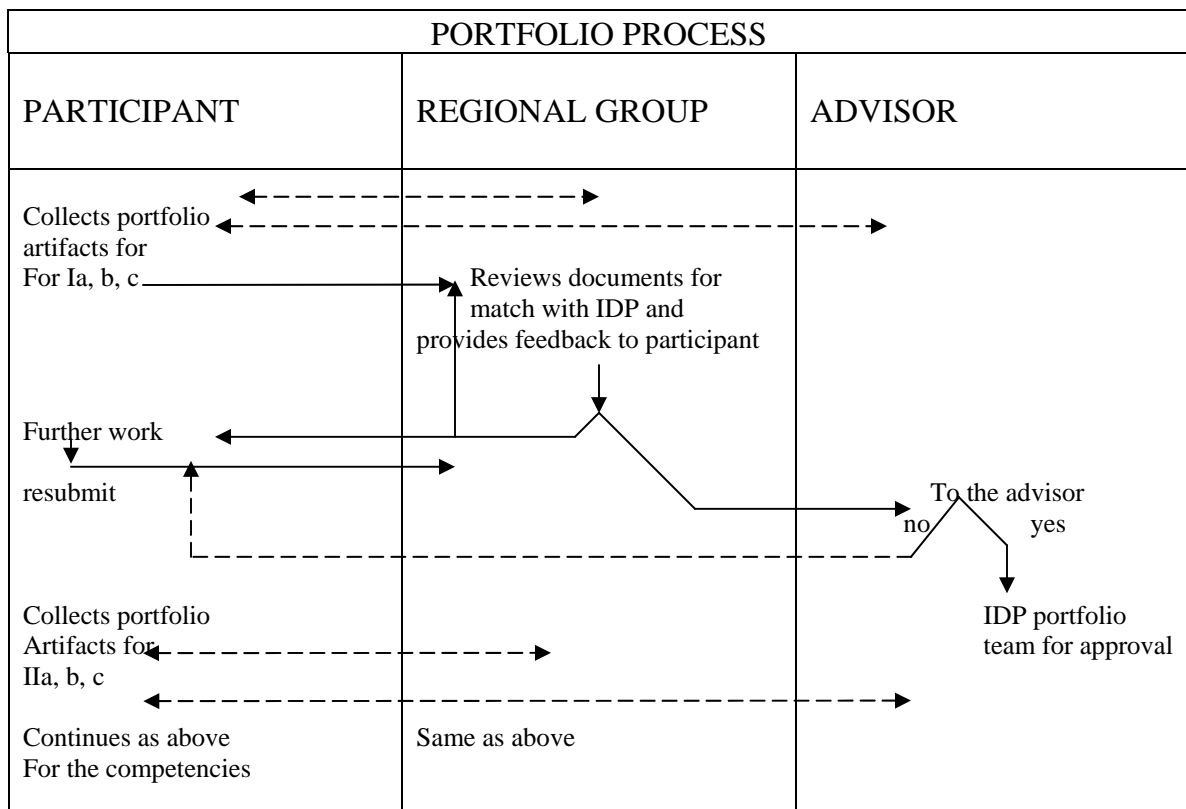 PORTFOLIO PROCESS
PARTICIPANT
REGIONAL GROUP
ADVISOR
Collects portfolio
artifacts for
For Ia, b, c
Reviews documents for
match with IDP and
provides feedback to participant
Further work
resubmit
To the advisor
no yes
Collects portfolio
Artifacts for
IIa, b, c
IDP portfolio
team for approval
Continues as above
For the competencies
Same as above